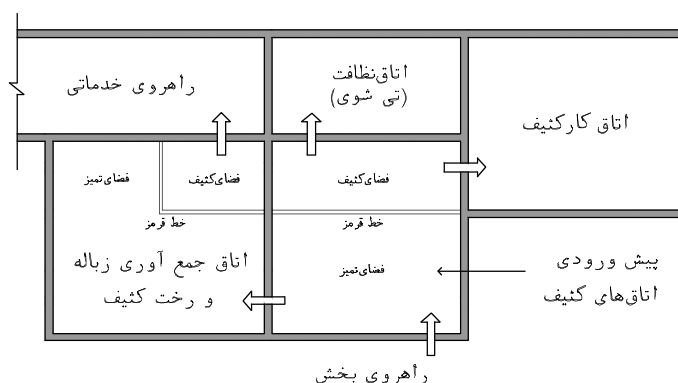 اتاق نظافت
(تی شوی)
راهروی خدماتی
اتاق کارکثیف
فضای کثیف
فضای کثیف
فضای تمیز
خط قرمز
خط قرمز
اتاق جمع آوری زباله
و رخت کثیف
فضای تمیز
پیش ورودی
اتاق‌های کثیف
راهروی بخش